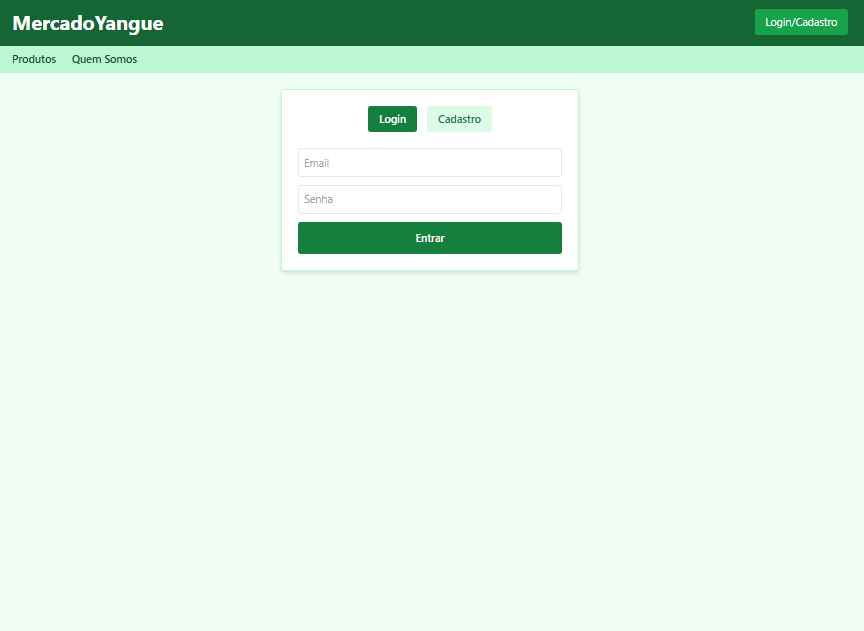 MercadoYangue
Login/Cadastro
Produtos Quem Somos
Login Cadastro
Email
Senha
Entrar